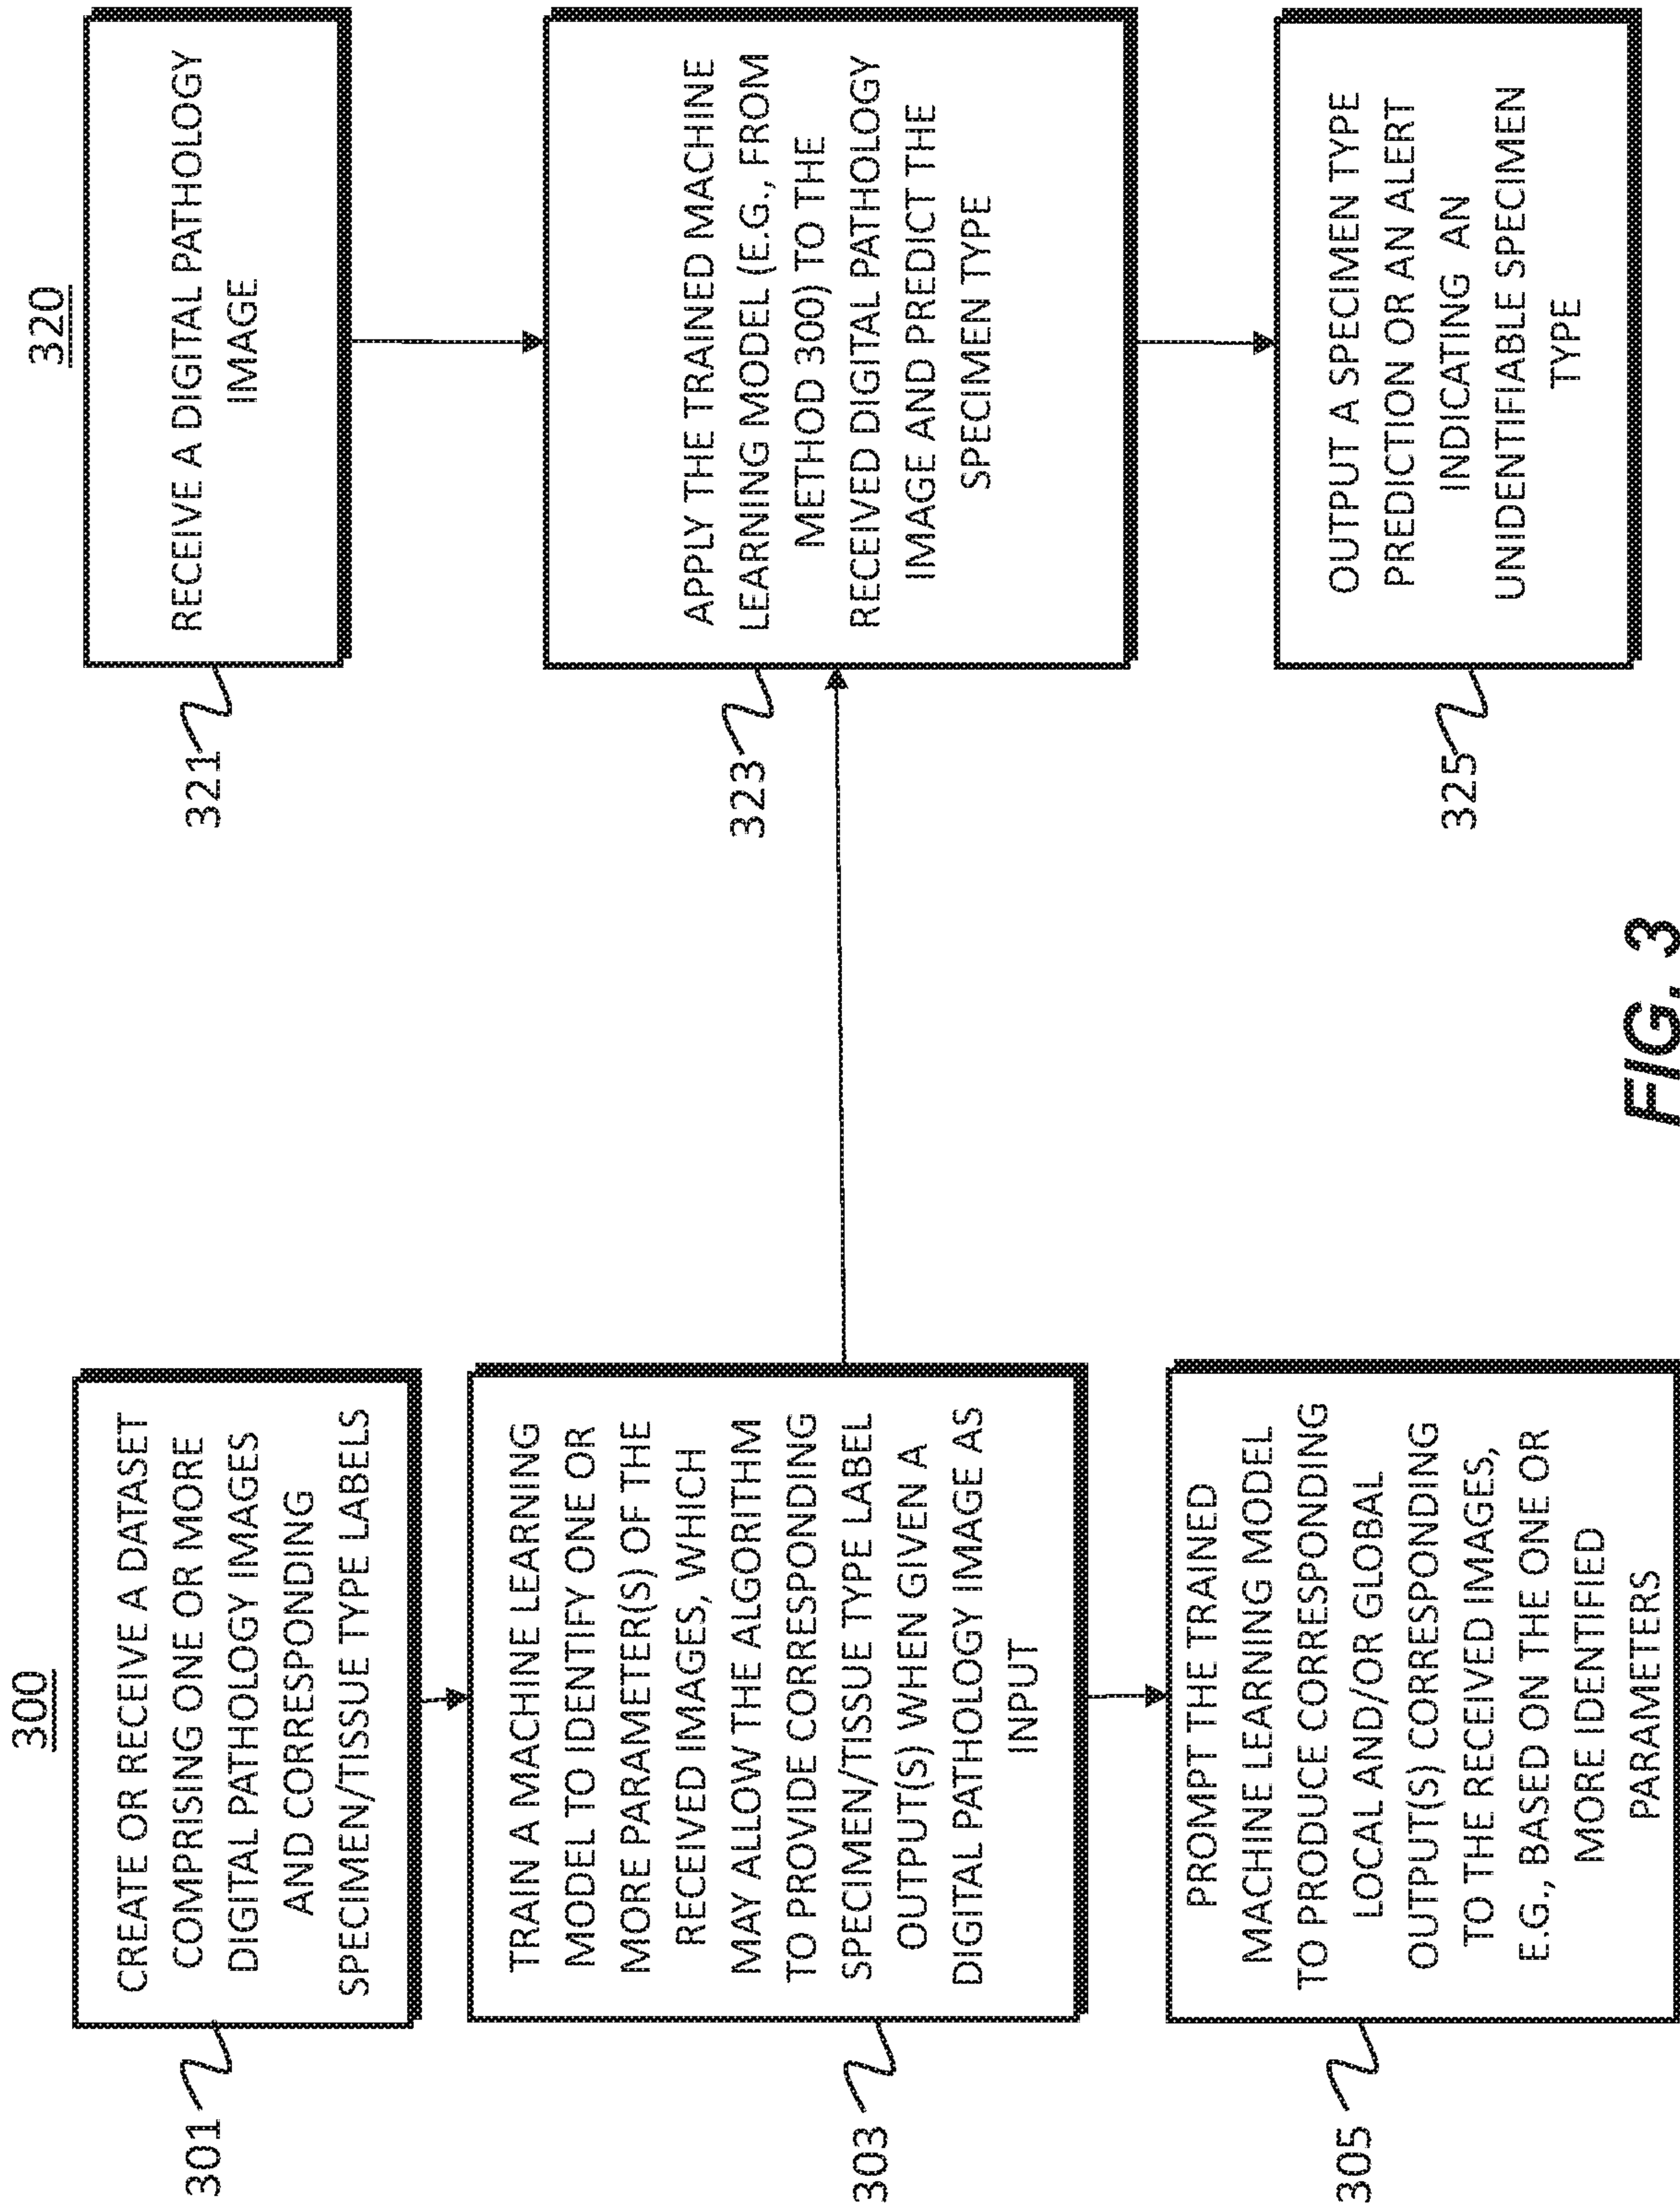 300
301
CREATE OR RECEIVE A DATASET
COMPRISING ONE OR MORE
DIGITAL PATHOLOGY IMAGES
AND CORRESPONDING
SPECIMEN/TISSUE TYPE LABELS
303
TRAIN A MACHINE LEARNING
MODEL TO IDENTIFY ONE OR
MORE PARAMETER(S) OF THE
RECEIVED IMAGES, WHICH
MAY ALLOW THE ALGORITHM
TO PROVIDE CORRESPONDING
SPECIMEN/TISSUE TYPE LABEL
OUTPUT(S) WHEN GIVEN A
DIGITAL PATHOLOGY IMAGE AS
INPUT
305
PROMPT THE TRAINED
MACHINE LEARNING MODEL
TO PRODUCE CORRESPONDING
LOCAL AND/OR GLOBAL
OUTPUT(S) CORRESPONDING
TO THE RECEIVED IMAGES,
E.G., BASED ON THE ONE OR
MORE IDENTIFIED
PARAMETERS
320
321
RECEIVE A DIGITAL PATHOLOGY
IMAGE
323
APPLY THE TRAINED MACHINE
LEARNING MODEL (E.G., FROM
METHOD 300) TO THE
RECEIVED DIGITAL PATHOLOGY
IMAGE AND PREDICT THE
SPECIMEN TYPE
325
OUTPUT A SPECIMEN TYPE
PREDICTION OR AN ALERT
INDICATING AN
UNIDENTIFIABLE SPECIMEN
TYPE
FIG. 3